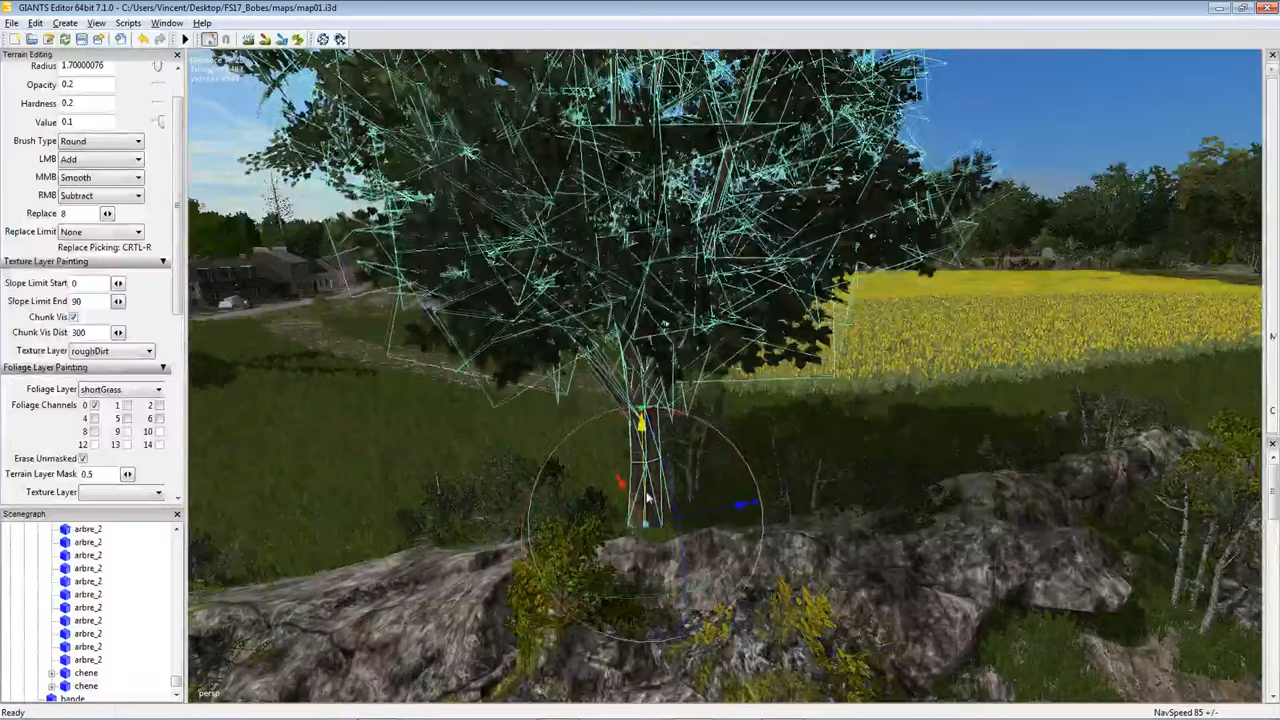 GIANTS Editor 64bit 7.1.0 - C:/Users/Vincent/Desktop/FS17_Bobes/maps/map01.i3d
File Edit Create View Scripts Window Help
Terrain Editing
Radius 1.70000076
Opacity 0.2
Hardness 0.2
Value 0.1
Brush Type Round
LMB Add
MMB Smooth
RMB Subtract
Replace 8
Replace Limit None
Replace Picking: CRTL-R
Texture Layer Painting
Slope Limit Start 0
Slope Limit End 90
Chunk Vis
Chunk Vis Dist 300
Texture Layer roughDirt
Foliage Layer Painting
Foliage Layer shortGrass
Foliage Channels 0 1 2
4 5 6
8 9 10
12 13 14
Erase Unmasked
Terrain Layer Mask 0.5
Texture Layer
Scenegraph
arbre_2
arbre_2
arbre_2
arbre_2
arbre_2
arbre_2
arbre_2
arbre_2
arbre_2
arbre_2
arbre_2
chene
chene
bande
persp
Ready
NavSpeed 85 +/-